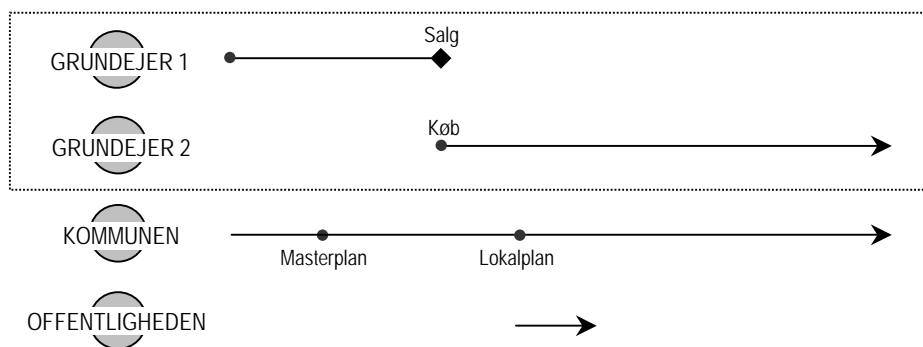 Salg
GRUNDEJER 1
Køb
GRUNDEJER 2
KOMMUNEN
Masterplan
Lokalplan
OFFENTLIGHEDEN